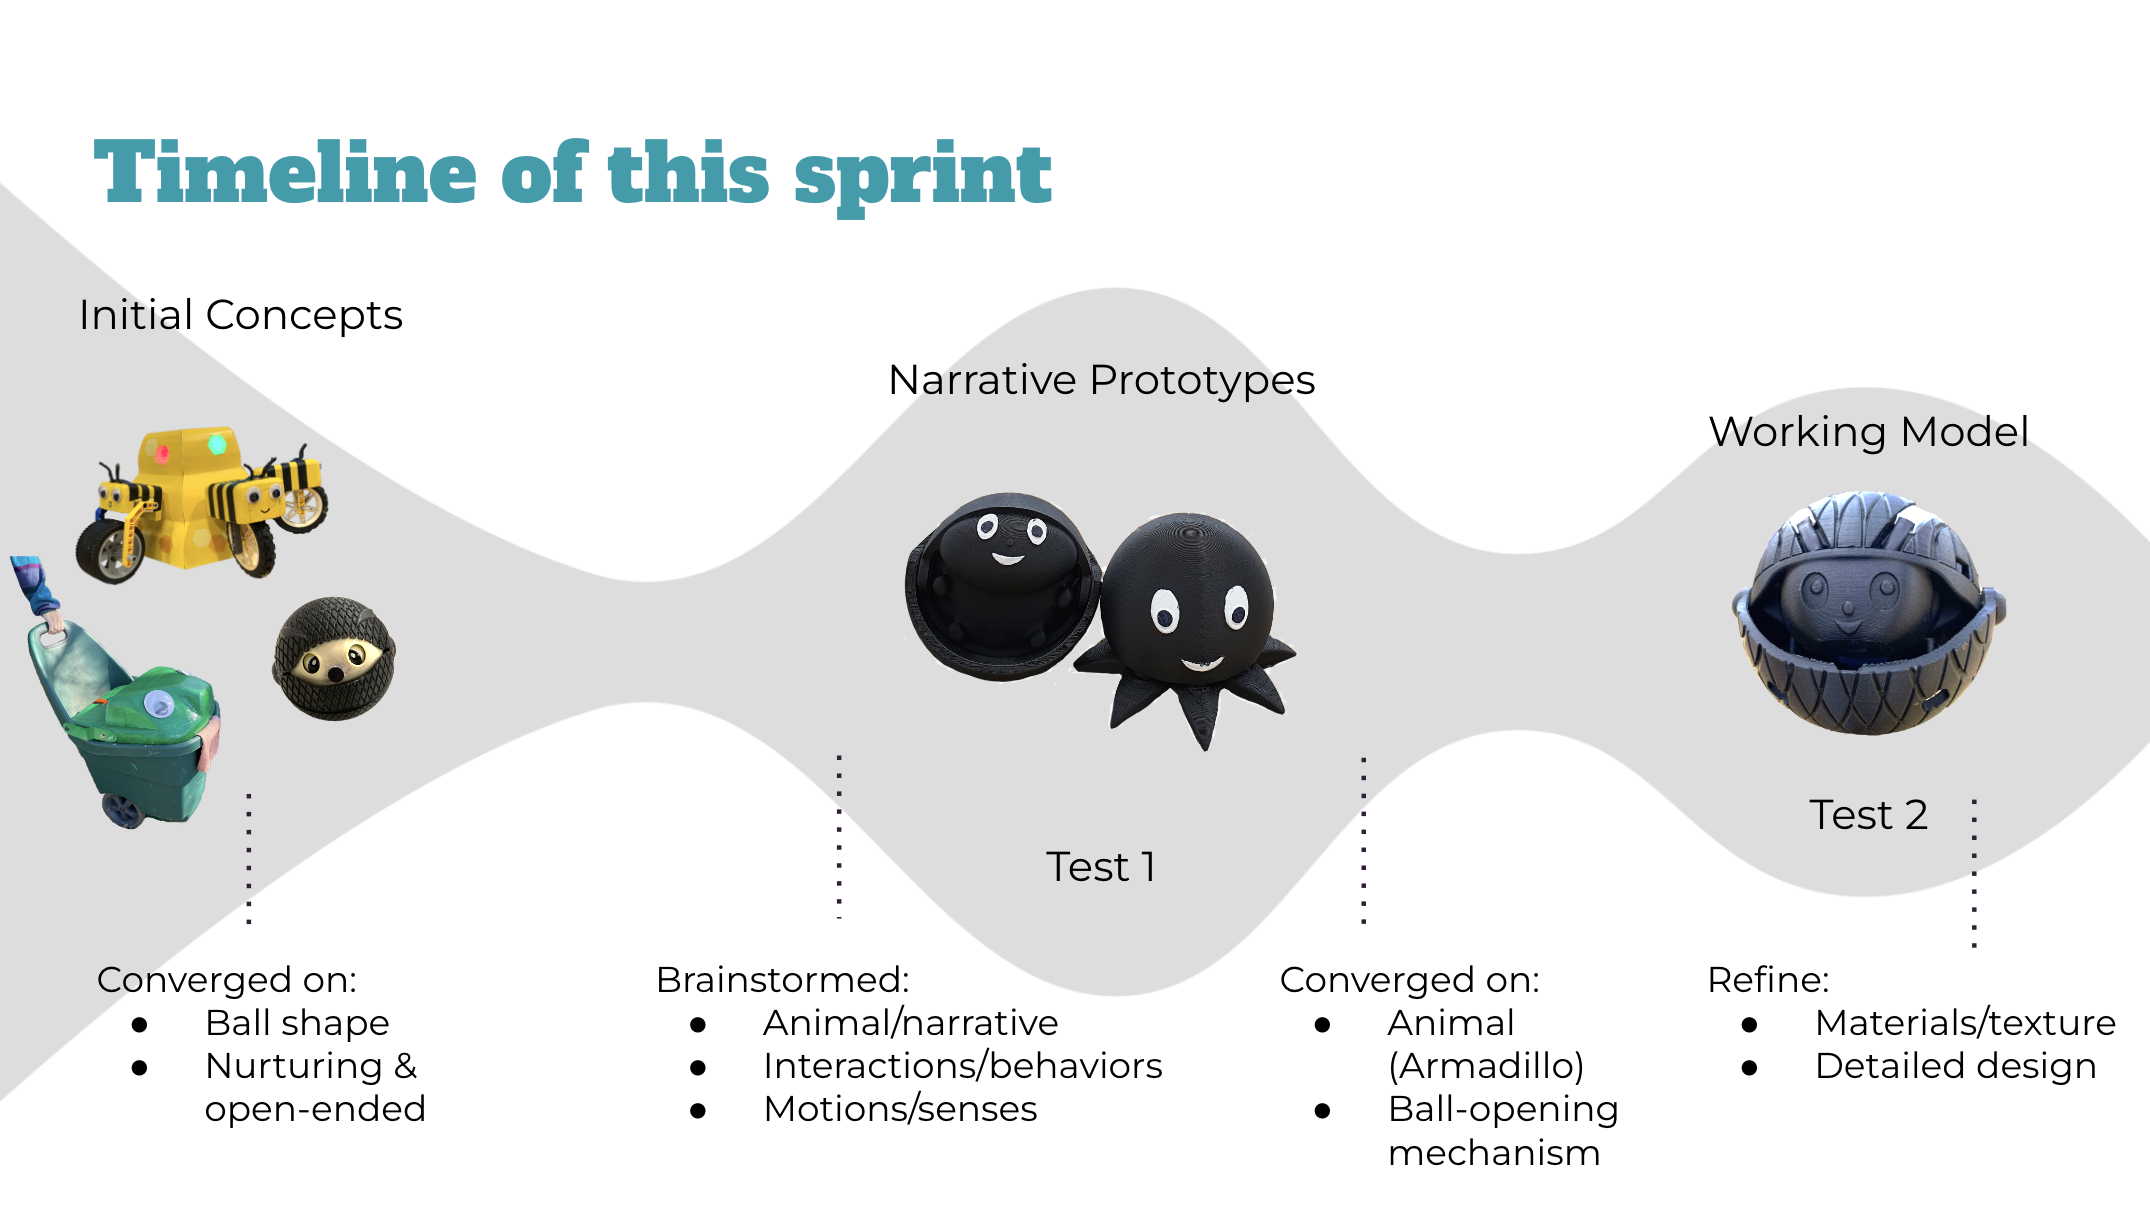 Timeline of this sprint
Initial Concepts
Narrative Prototypes
Working Model
Test 1
Test 2
Converged on:
● Ball shape
● Nurturing &
open-ended
Brainstormed:
● Animal/narrative
● Interactions/behaviors
● Motions/senses
Converged on:
● Animal
(Armadillo)
● Ball-opening
mechanism
Refine:
● Materials/texture
● Detailed design